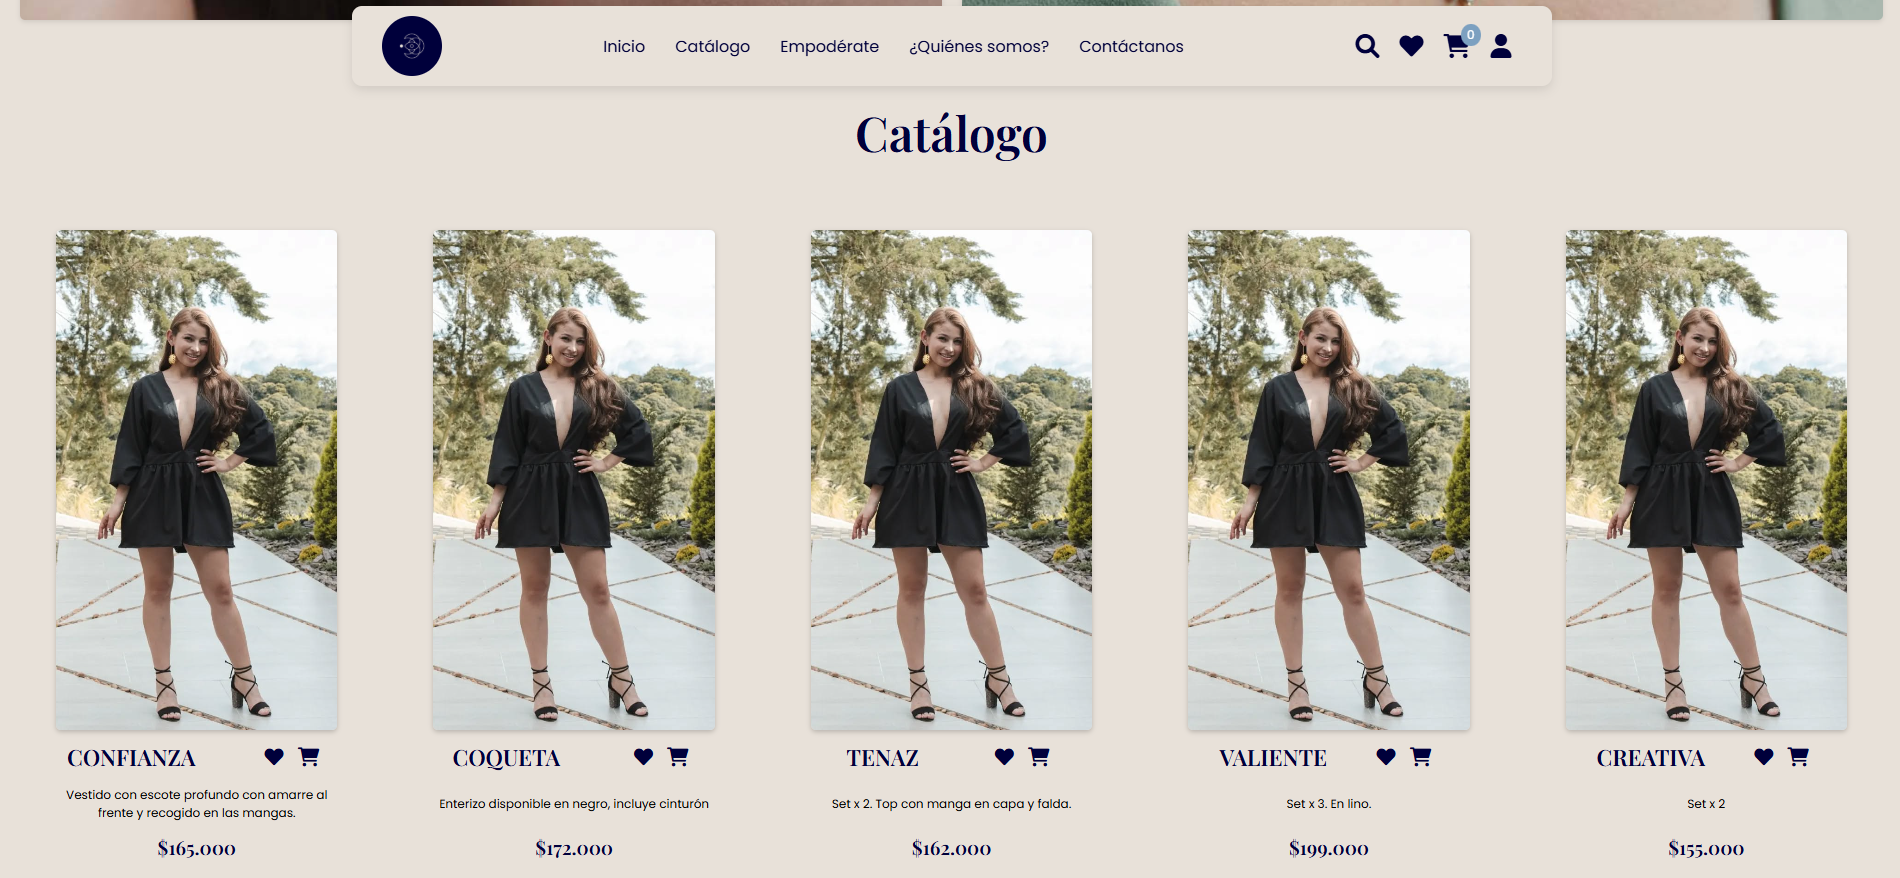 Inicio Catálogo Empodérate ¿Quiénes somos? Contáctanos 0
Catálogo
CONFIANZA
Vestido con escote profundo con amarre al
frente y recogido en las mangas.
$165.000
COQUETA
Enterizo disponible en negro, incluye cinturón
$172.000
TENAZ
Set x 2. Top con manga en capa y falda.
$162.000
VALIENTE
Set x 3. En lino.
$199.000
CREATIVA
Set x 2
$155.000